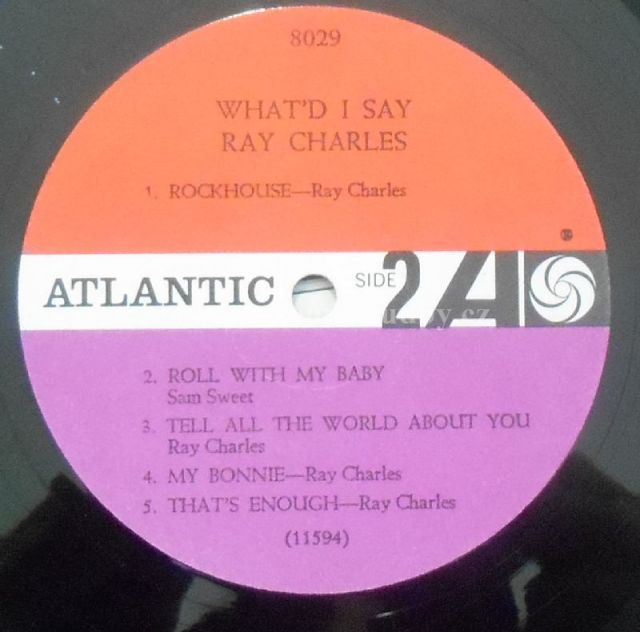 8029
WHAT'D I SAY
RAY CHARLES
1. ROCKHOUSE—Ray Charles
ATLANTIC
SIDE 2
2. ROLL WITH MY BABY
Sam Sweet
3. TELL ALL THE WORLD ABOUT YOU
Ray Charles
4. MY BONNIE—Ray Charles
5. THAT'S ENOUGH—Ray Charles
(11594)